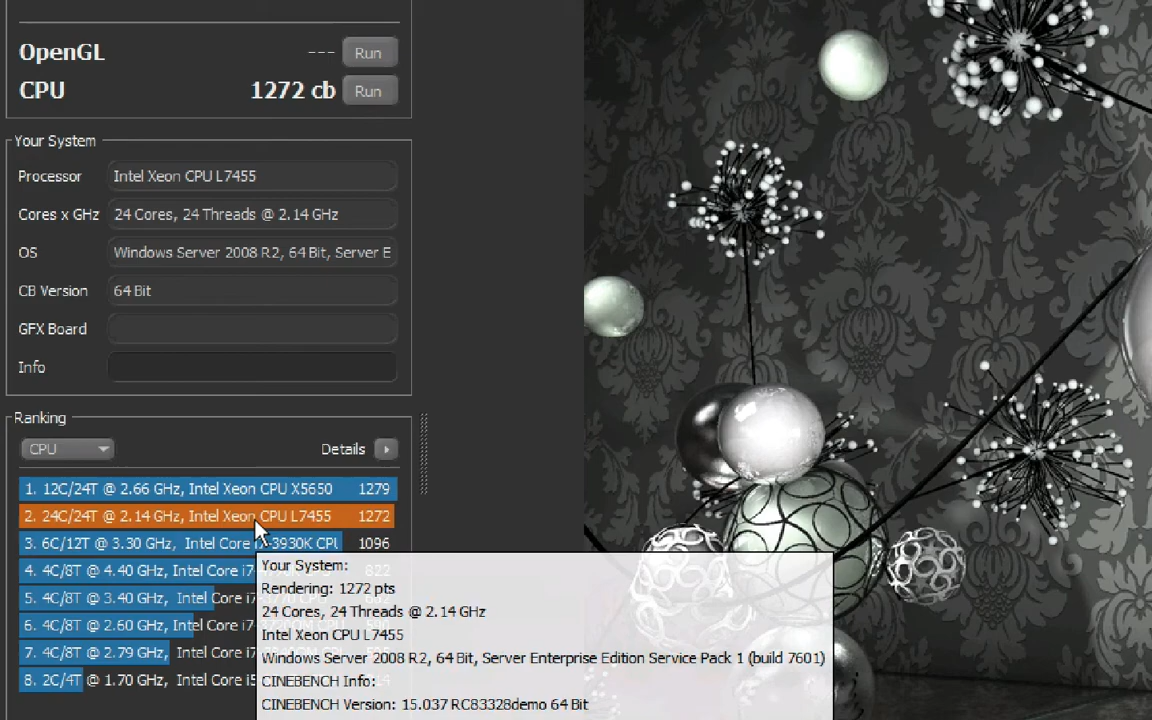 OpenGL --- Run
CPU 1272 cb Run
Your System
Processor Intel Xeon CPU L7455
Cores x GHz 24 Cores, 24 Threads @ 2.14 GHz
OS Windows Server 2008 R2, 64 Bit, Server E
CB Version 64 Bit
GFX Board
Info
Ranking
CPU Details
1. 12C/24T @ 2.66 GHz, Intel Xeon CPU X5650 1279
2. 24C/24T @ 2.14 GHz, Intel Xeon CPU L7455 1272
3. 6C/12T @ 3.30 GHz, Intel Core i7-3930K CPU 1096
4. 4C/8T @ 4.40 GHz, Intel Core i7 822
5. 4C/8T @ 3.40 GHz, Intel Core i7
6. 4C/8T @ 2.60 GHz, Intel Core i7
7. 4C/8T @ 2.79 GHz, Intel Core i7
8. 2C/4T @ 1.70 GHz, Intel Core i5
Your System:
Rendering: 1272 pts
24 Cores, 24 Threads @ 2.14 GHz
Intel Xeon CPU L7455
Windows Server 2008 R2, 64 Bit, Server Enterprise Edition Service Pack 1 (build 7601)
CINEBENCH Info:
CINEBENCH Version: 15.037 RC83328demo 64 Bit